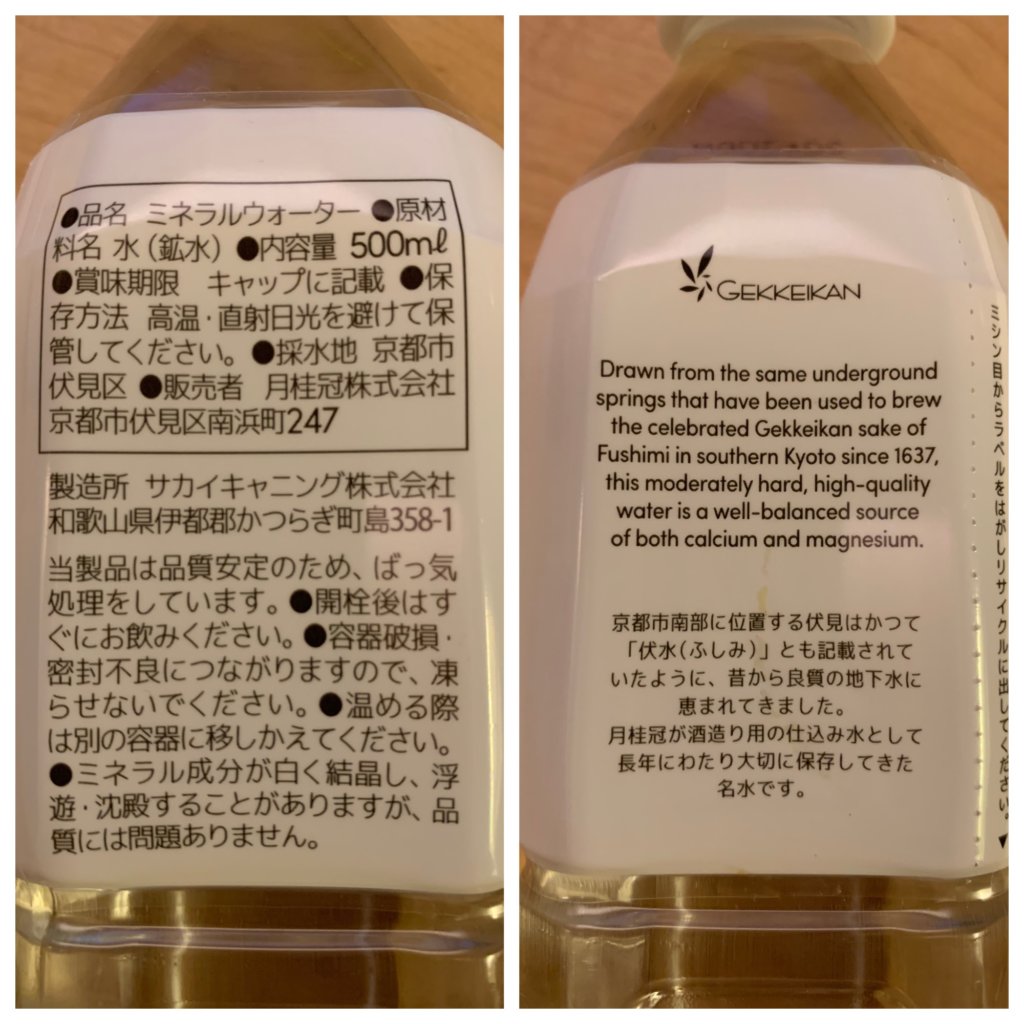 ●品名 ミネラルウォーター ●原材
料名 水（鉱水） ●内容量 500mℓ
●賞味期限 キャップに記載 ●保
存方法 高温・直射日光を避けて保
管してください。 ●採水地 京都市
伏見区 ●販売者 月桂冠株式会社
京都市伏見区南浜町247
製造所 サカイキャニング株式会社
和歌山県伊都郡かつらぎ町島358-1
当製品は品質安定のため、ばっ気
処理をしています。●開栓後はす
ぐにお飲みください。●容器破損・
密封不良につながりますので、凍
らせないでください。●温める際
は別の容器に移しかえてください。
●ミネラル成分が白く結晶し、浮
遊・沈殿することがありますが、品
質には問題ありません。
GEKKEIKAN
Drawn from the same underground
springs that have been used to brew
the celebrated Gekkeikan sake of
Fushimi in southern Kyoto since 1637,
this moderately hard, high-quality
water is a well-balanced source
of both calcium and magnesium.
京都市南部に位置する伏見はかつて
「伏水（ふしみ）」とも記載されて
いたように、昔から良質の地下水に
恵まれてきました。
月桂冠が酒造り用の仕込み水として
長年にわたり大切に保存してきた
名水です。
ミシン目からラベルをはがしリサイクルに出してください。▼